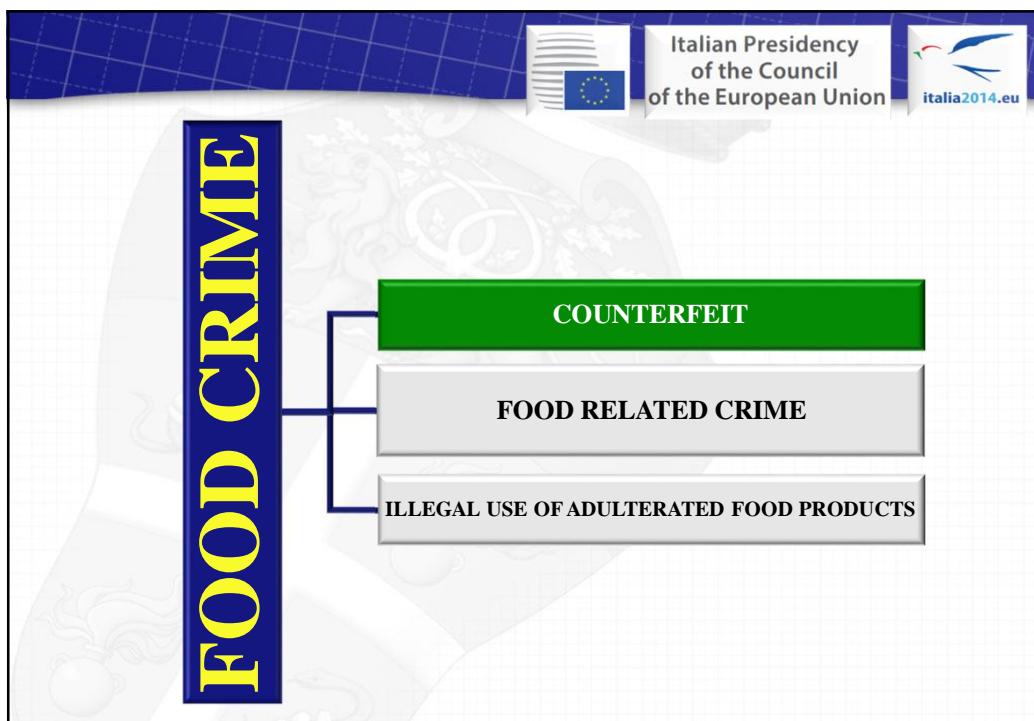 Italian Presidency
of the Council
of the European Union
italia2014.eu
FOOD CRIME
COUNTERFEIT
FOOD RELATED CRIME
ILLEGAL USE OF ADULTERATED FOOD PRODUCTS